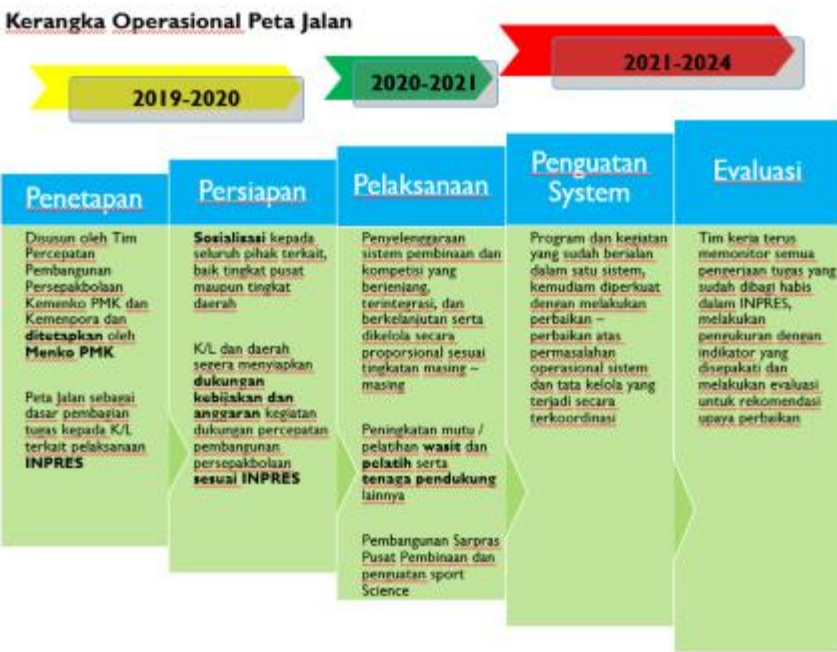 Kerangka Operasional Peta Jalan
2019-2020
2020-2021
2021-2024
Penetapan
Disusun oleh Tim
Percepatan
Pembangunan
Persepakbolaan
Kemenko PMK dan
Kemenpora dan
ditetapkan oleh
Menko PMK
Peta Jalan sebagai
dasar pembagian
tugas kepada K/L
terkait pelaksanaan
INPRES
Persiapan
Sosialisasi kepada
seluruh pihak terkait,
baik tingkat pusat
maupun tingkat
daerah
K/L dan daerah
segera menyiapkan
dukungan
kebijakan dan
anggaran kegiatan
dukungan percepatan
pembangunan
persepakbolaan
sesuai INPRES
Pelaksanaan
Penyelenggaraan
sistem pembinaan dan
kompetisi yang
berjenjang,
terintegrasi, dan
berkelanjutan serta
dikelola secara
proporsional sesuai
tingkatan masing –
masing
Peningkatan mutu /
pelatihan wasit dan
pelatih serta
tenaga pendukung
lainnya
Pembangunan Sarpras
Pusat Pembinaan dan
penguatan sport
Science
Penguatan
System
Program dan kegiatan
yang sudah berjalan
dalam satu sistem,
kemudiam diperkuat
dengan melakukan
perbaikan –
perbaikan atas
permasalahan
operasional sistem
dan tata kelola yang
terjadi secara
terkoordinasi
Evaluasi
Tim kerja terus
memonitor semua
pengerjaan tugas yang
sudah dibagi habis
dalam INPRES,
melakukan
pengukuran dengan
indikator yang
disepakati dan
melakukan evaluasi
untuk rekomendasi
upaya perbaikan